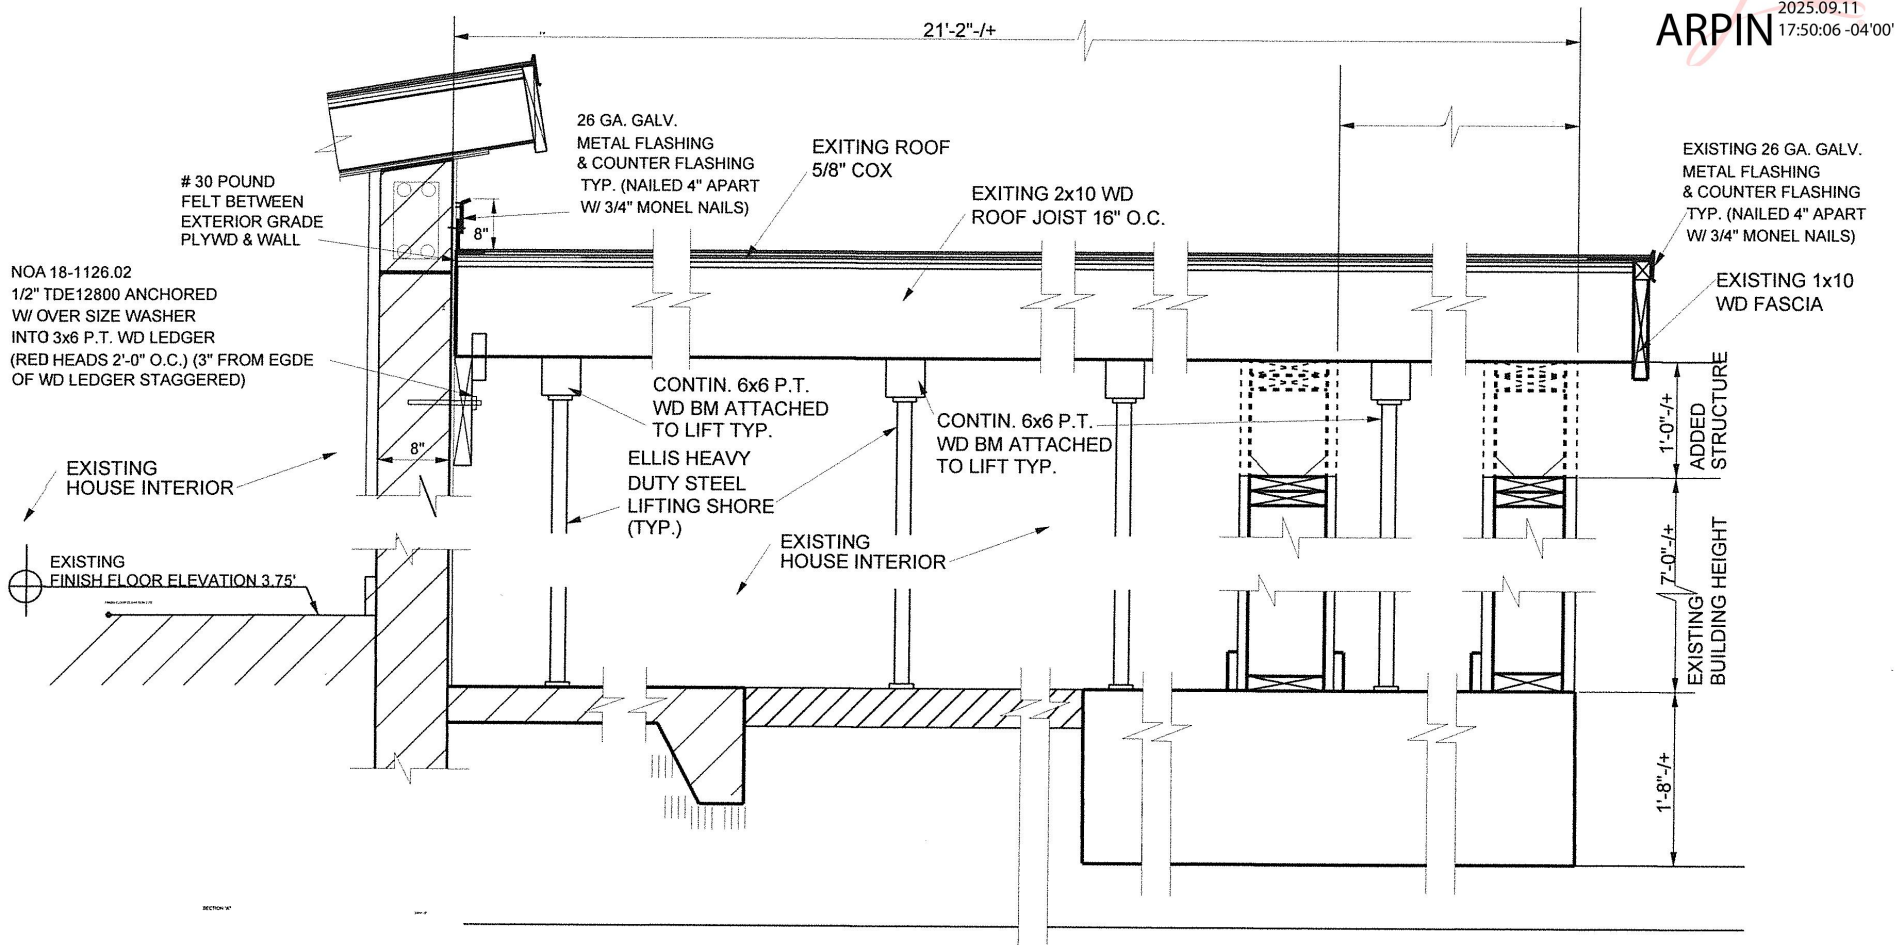 2025.09.11
ARPIN 17:50:06 -04'00'
21'-2"-/+
26 GA. GALV.
METAL FLASHING
& COUNTER FLASHING
TYP. (NAILED 4" APART
W/ 3/4" MONEL NAILS)
EXITING ROOF
5/8" COX
EXITING 2x10 WD
ROOF JOIST 16" O.C.
EXISTING 26 GA. GALV.
METAL FLASHING
& COUNTER FLASHING
TYP. (NAILED 4" APART
W/ 3/4" MONEL NAILS)
# 30 POUND
FELT BETWEEN
EXTERIOR GRADE
PLYWD & WALL
8"
NOA 18-1126.02
1/2" TDE12800 ANCHORED
W/ OVER SIZE WASHER
INTO 3x6 P.T. WD LEDGER
(RED HEADS 2'-0" O.C.) (3" FROM EGDE
OF WD LEDGER STAGGERED)
EXISTING 1x10
WD FASCIA
CONTIN. 6x6 P.T.
WD BM ATTACHED
TO LIFT TYP.
CONTIN. 6x6 P.T.
WD BM ATTACHED
TO LIFT TYP.
1'-0"-/+
ADDED
STRUCTURE
8"
EXISTING
HOUSE INTERIOR
ELLIS HEAVY
DUTY STEEL
LIFTING SHORE
(TYP.)
EXISTING
HOUSE INTERIOR
7'-0"-/+
EXISTING
BUILDING HEIGHT
EXISTING
FINISH FLOOR ELEVATION 3.75'
1'-8"-/+
SECTION "A"